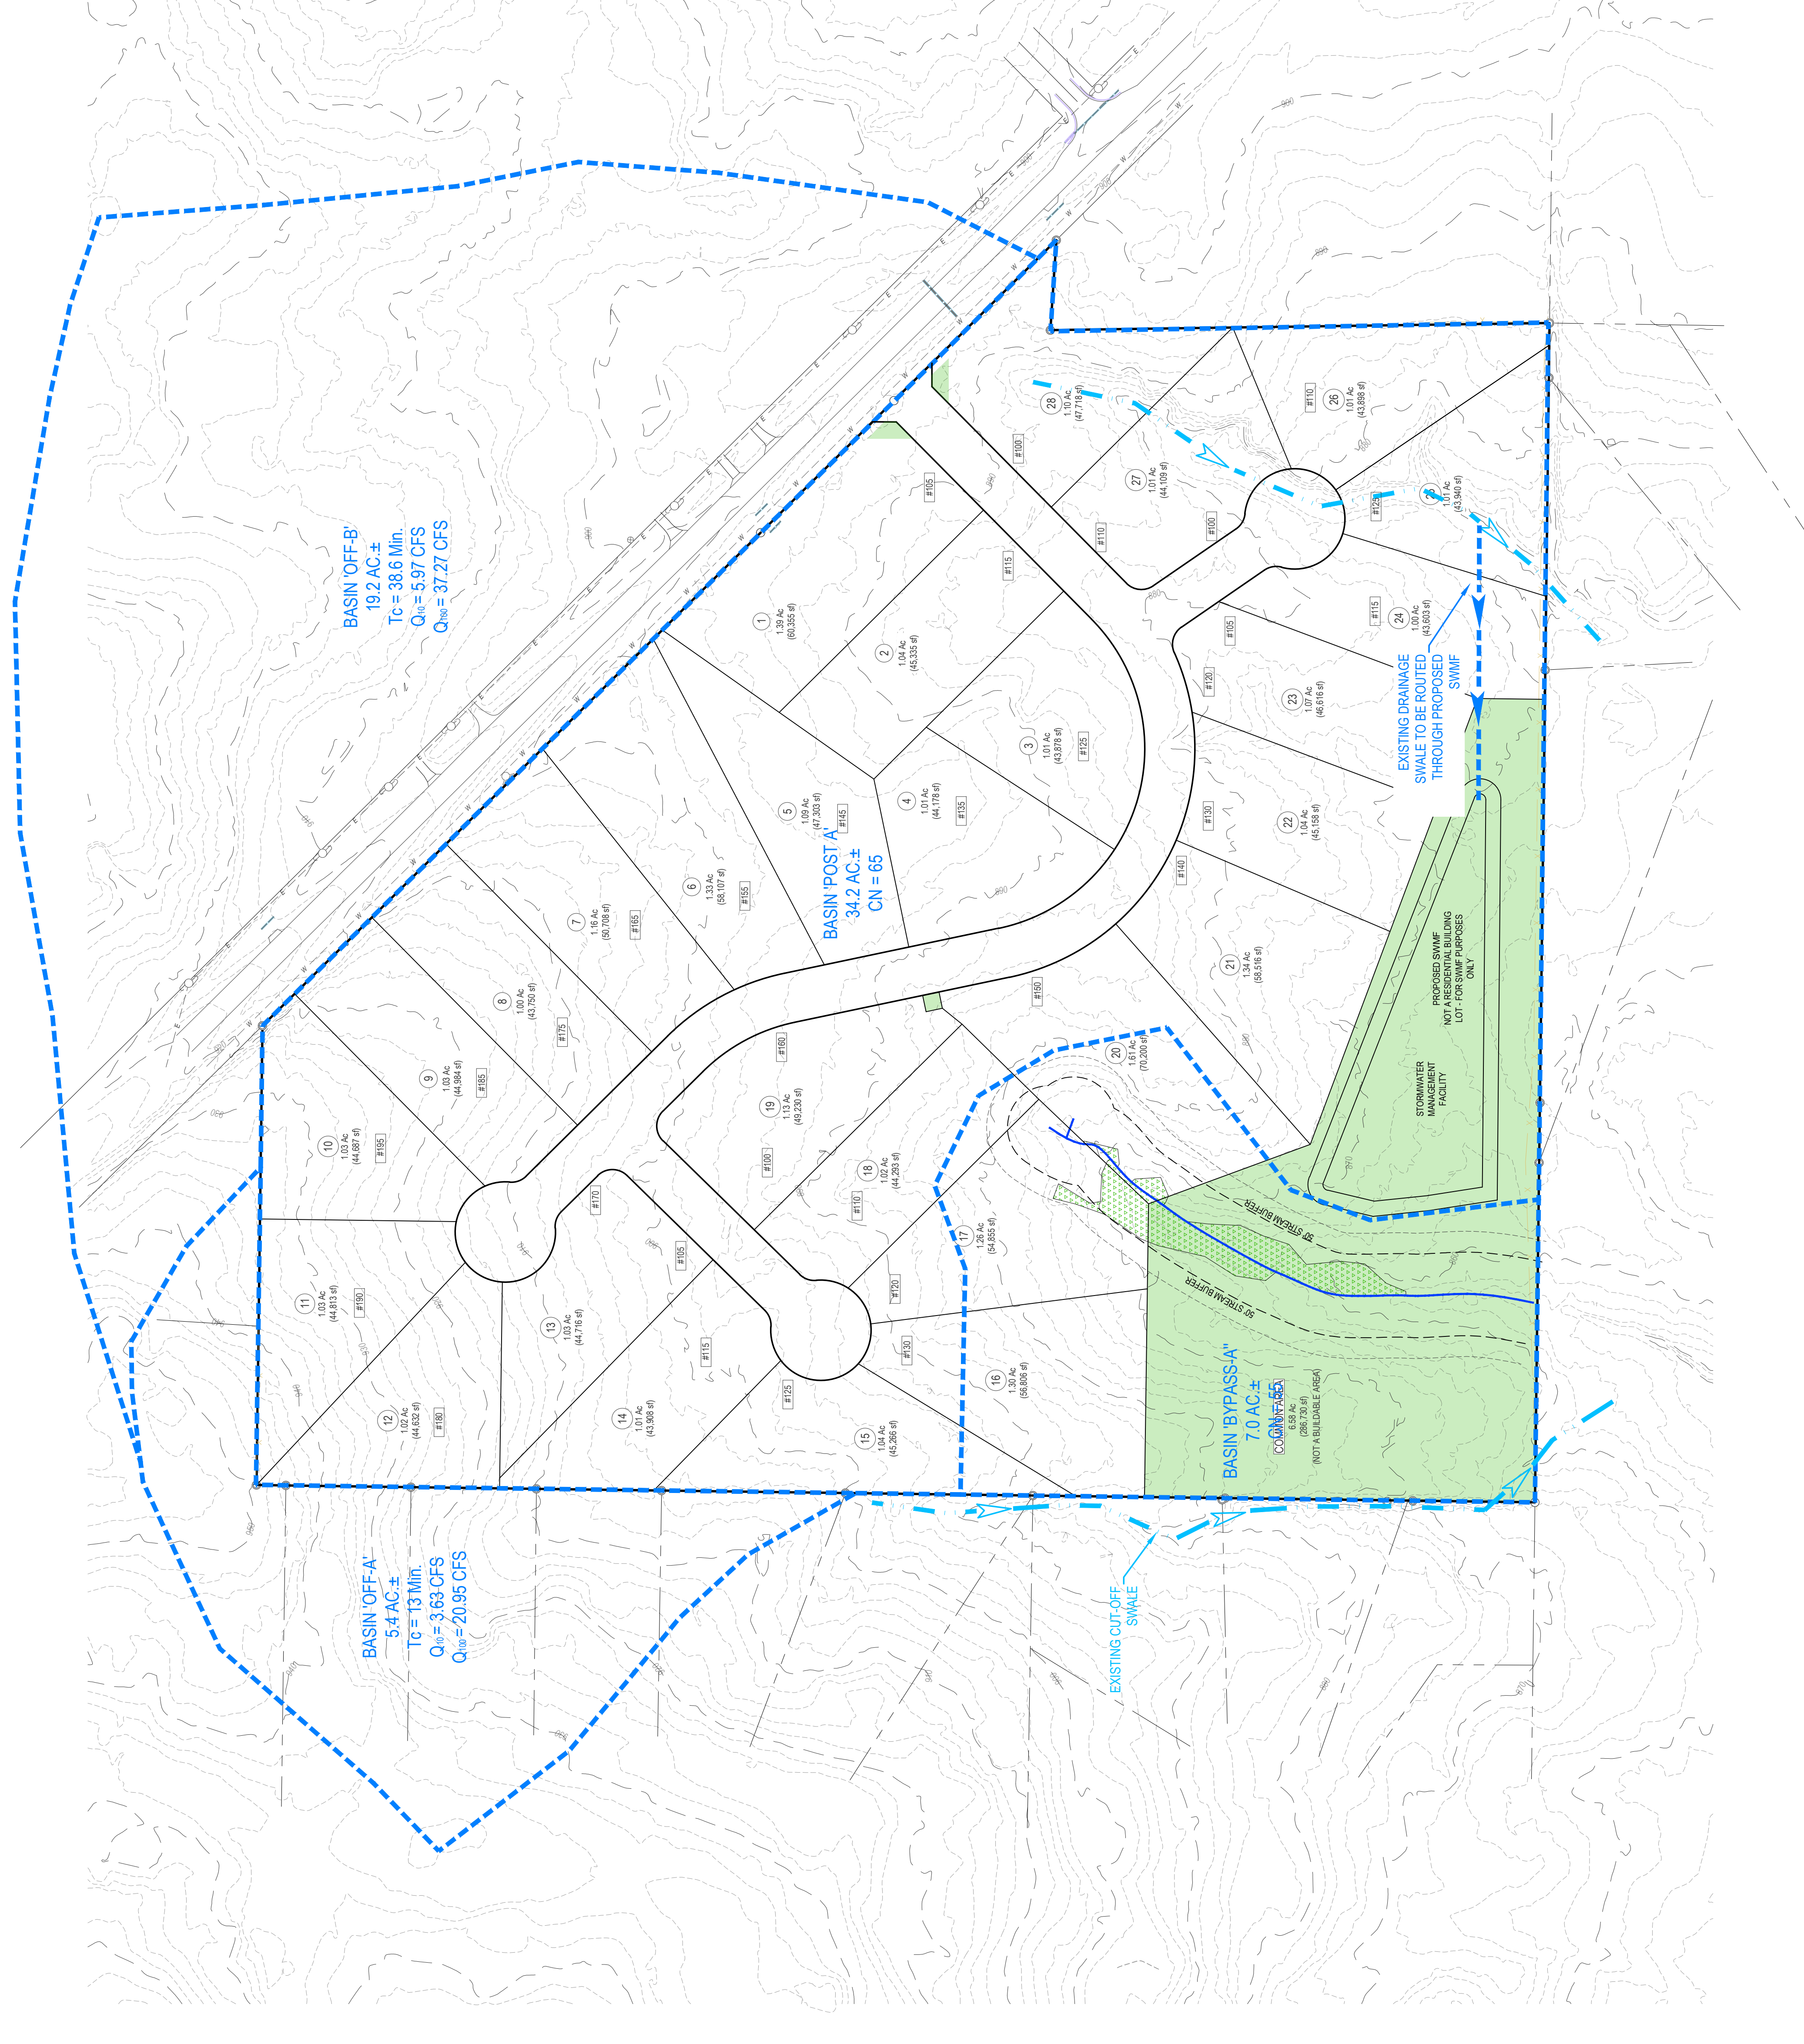 BASIN 'OFF-B'
19.2 AC.±
Tc = 38.6 Min.
Q10 = 5.97 CFS
Q100 = 37.27 CFS
BASIN 'POST A'
34.2 AC.±
CN = 65
BASIN 'OFF-A'
5.4 AC.±
Tc = 13 Min.
Q10 = 3.63 CFS
Q100 = 20.95 CFS
BASIN 'BYPASS-A"
7.0 AC.±
CN = 55
COMMON AREA
6.58 Ac
(286,730 sf)
(NOT A BUILDABLE AREA)
EXISTING CUT-OFF
SWALE
EXISTING DRAINAGE
SWALE TO BE ROUTED
THROUGH PROPOSED
SWMF
PROPOSED SWMF
NOT A RESIDENTIAL BUILDING
LOT - FOR SWMF PURPOSES
ONLY
STORMWATER
MANAGEMENT
FACILITY
50' STREAM BUFFER
50' STREAM BUFFER
1
1.39 Ac
(60,355 sf)
#105
2
1.04 Ac
(45,335 sf)
#115
3
1.01 Ac
(43,878 sf)
#125
4
1.01 Ac
(44,178 sf)
#135
5
1.09 Ac
(47,303 sf)
#145
6
1.33 Ac
(58,107 sf)
#155
7
1.16 Ac
(50,708 sf)
#165
8
1.00 Ac
(43,750 sf)
#175
9
1.03 Ac
(44,984 sf)
#185
10
1.03 Ac
(44,687 sf)
#195
11
1.03 Ac
(44,813 sf)
#190
12
1.02 Ac
(44,632 sf)
#180
13
1.03 Ac
(44,716 sf)
#170
#105
14
1.01 Ac
(43,908 sf)
#115
15
1.04 Ac
(45,266 sf)
#125
16
1.30 Ac
(56,806 sf)
#130
17
1.26 Ac
(54,855 sf)
#120
18
1.02 Ac
(44,293 sf)
#110
19
1.13 Ac
(49,230 sf)
#100
#160
20
1.61 Ac
(70,200 sf)
#150
21
1.34 Ac
(58,516 sf)
#140
22
1.04 Ac
(45,158 sf)
#130
23
1.07 Ac
(46,616 sf)
#120
#105
24
1.00 Ac
(43,603 sf)
#115
25
1.01 Ac
(43,940 sf)
#125
26
1.01 Ac
(43,898 sf)
#110
27
1.01 Ac
(44,109 sf)
#110
#100
28
1.10 Ac
(47,718 sf)
#100